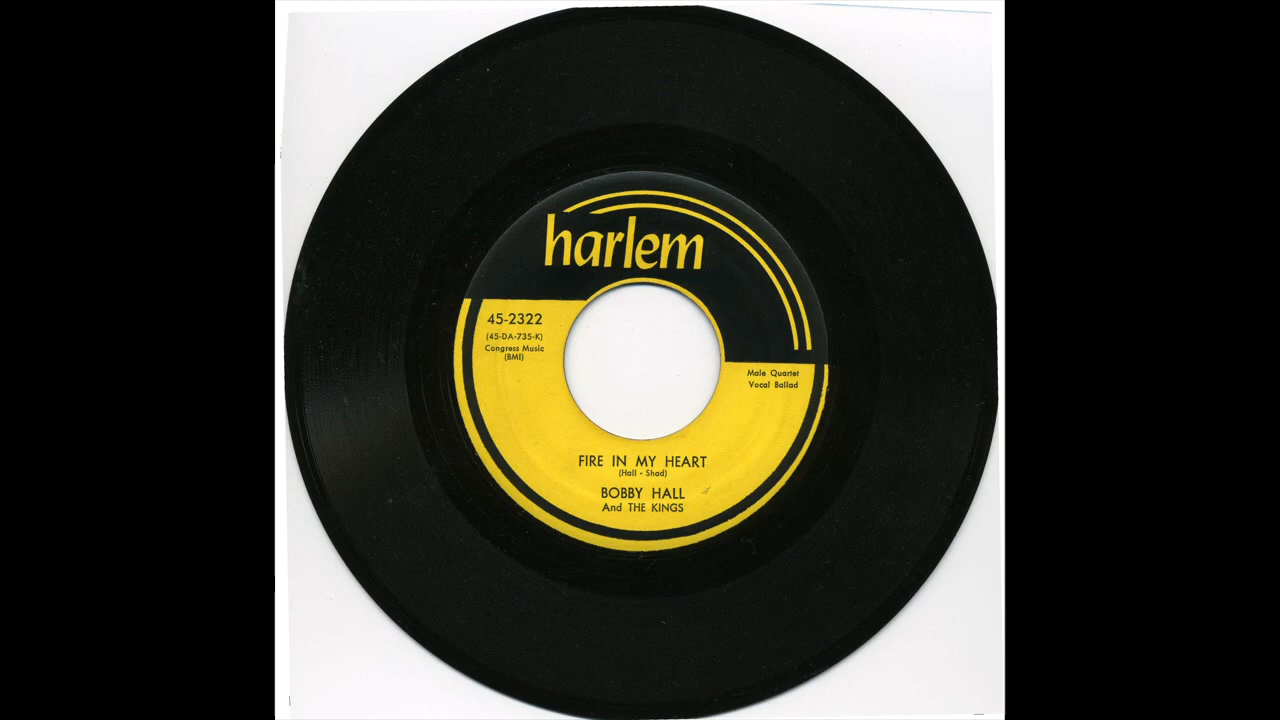 harlem
45-2322
(45-DA-735-K)
Congress Music
(BMI)
Male Quartet
Vocal Ballad
FIRE IN MY HEART
(Hall - Shad)
BOBBY HALL
And THE KINGS